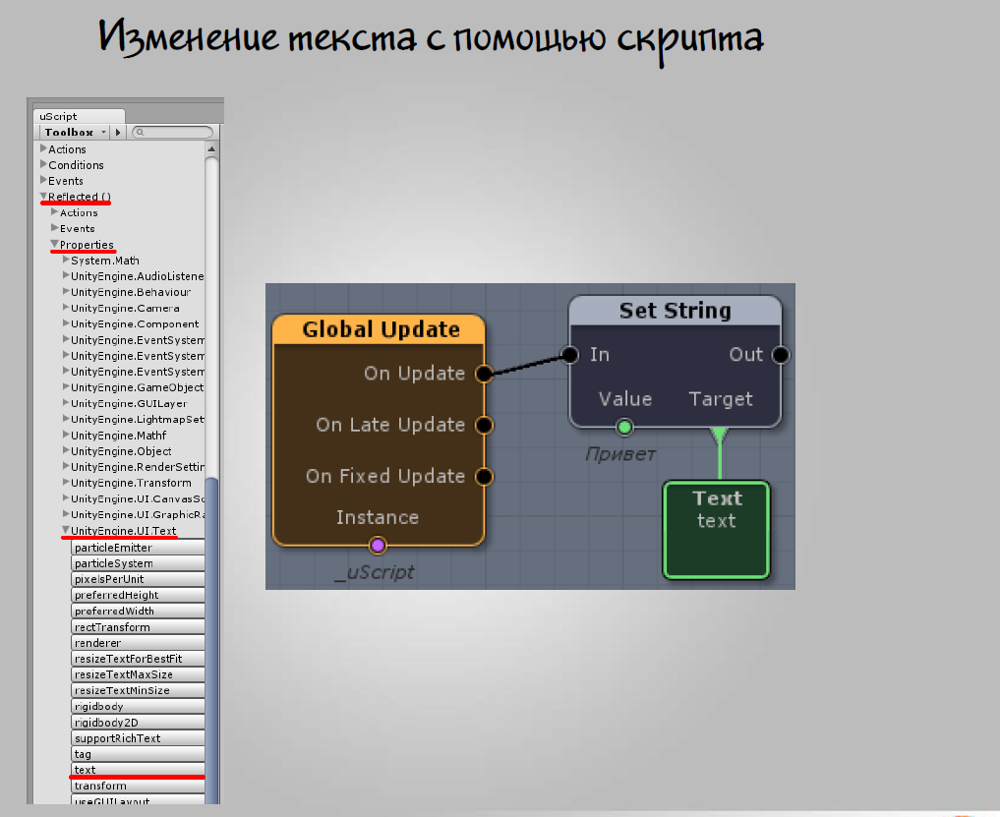 Изменение текста с помощью скрипта
uScript
Toolbox
Actions
Conditions
Events
Reflected ()
Actions
Events
Properties
System.Math
UnityEngine.AudioListene
UnityEngine.Behaviour
UnityEngine.Camera
UnityEngine.Component
UnityEngine.EventSystem
UnityEngine.EventSystem
UnityEngine.EventSystem
UnityEngine.GameObject
UnityEngine.GUILayer
UnityEngine.LightmapSett
UnityEngine.Mathf
UnityEngine.Object
UnityEngine.RenderSettin
UnityEngine.Transform
UnityEngine.UI.CanvasSc
UnityEngine.UI.GraphicRa
UnityEngine.UI.Text
particleEmitter
particleSystem
pixelsPerUnit
preferredHeight
preferredWidth
rectTransform
renderer
resizeTextForBestFit
resizeTextMaxSize
resizeTextMinSize
rigidbody
rigidbody2D
supportRichText
tag
text
transform
useGUILayout
Global Update
On Update
On Late Update
On Fixed Update
Instance
_uScript
Set String
In Out
Value Target
Привет
Text
text